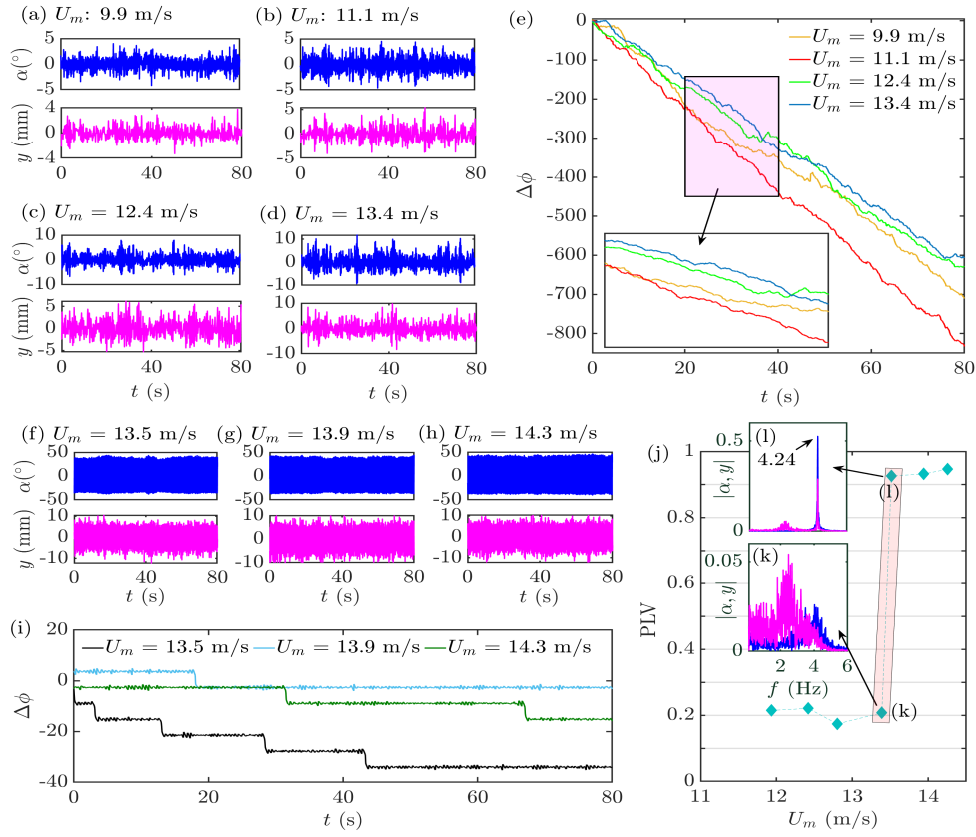 (a) U_m: 9.9 m/s
5
0
-5
α(°)
4
0
-4
y (mm)
0 40 80
(b) U_m: 11.1 m/s
5
0
-5
5
0
-5
0 40 80
(c) U_m = 12.4 m/s
10
0
-10
α(°)
5
0
-5
y (mm)
0 40 80
t (s)
(d) U_m = 13.4 m/s
10
0
-10
10
0
-10
0 40 80
t (s)
(e)
U_m = 9.9 m/s
U_m = 11.1 m/s
U_m = 12.4 m/s
U_m = 13.4 m/s
0
-100
-200
-300
-400
-500
-600
-700
-800
Δϕ
0 20 40 60 80
t (s)
(f) U_m = 13.5 m/s
50
0
-50
α(°)
10
0
-10
y (mm)
0 40 80
t (s)
(g) U_m = 13.9 m/s
50
0
-50
10
0
-10
0 40 80
t (s)
(h) U_m = 14.3 m/s
50
0
-50
10
0
-10
0 40 80
t (s)
(i)
U_m = 13.5 m/s U_m = 13.9 m/s U_m = 14.3 m/s
20
0
-20
-40
Δϕ
0 20 40 60 80
t (s)
(j)
1
0.8
0.6
0.4
0.2
0
PLV
11 12 13 14
U_m (m/s)
(l)
4.24
0.5
0
|α, y|
(k)
0.05
0
|α, y|
2 4 6
f (Hz)
(l)
(k)